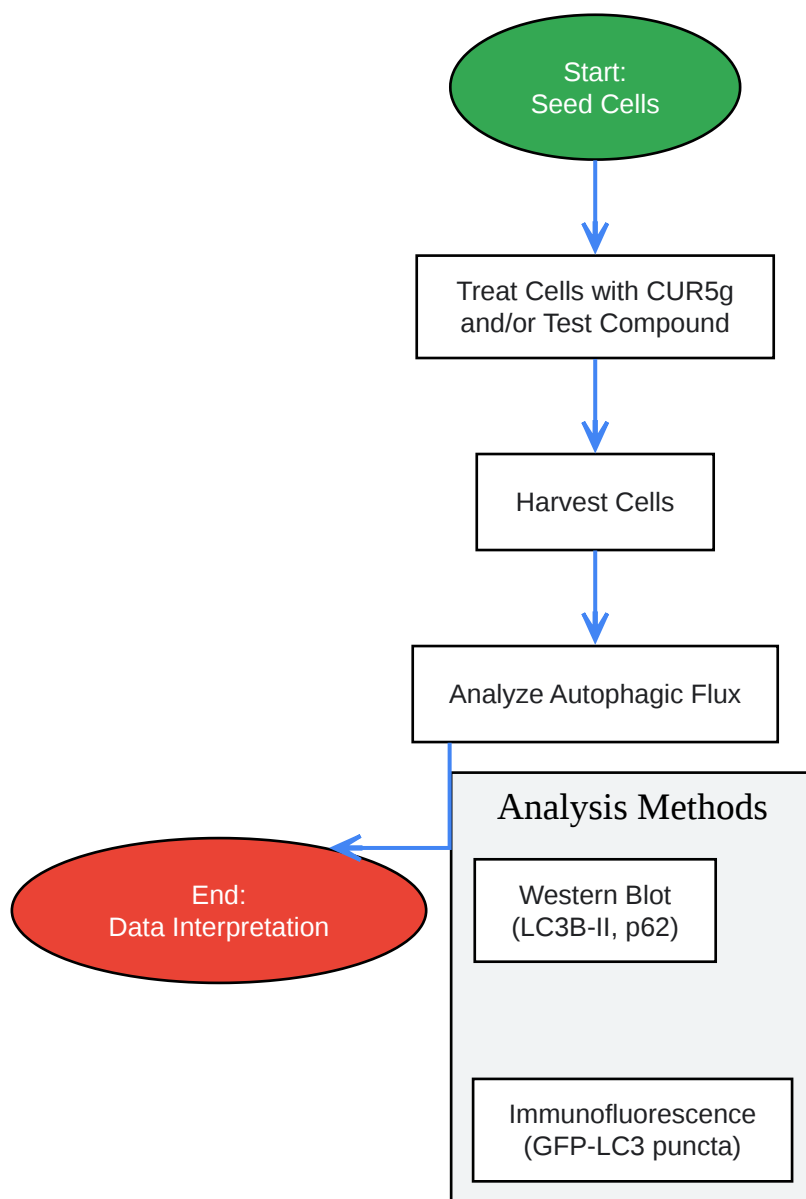 Start:
Seed Cells
Treat Cells with CUR5g
and/or Test Compound
Harvest Cells
Analyze Autophagic Flux
Analysis Methods
Western Blot
(LC3B-II, p62)
End:
Data Interpretation
Immunofluorescence
(GFP-LC3 puncta)